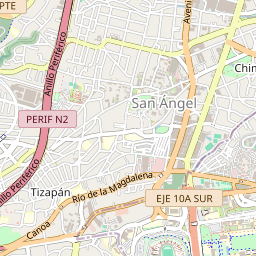 PTE
Anillo Periférico
Aveni
Chim
San Ángel
PERIF N2
Anillo Periférico
Tizapán
Río de la Magdalena
EJE 10A SUR
Canoa